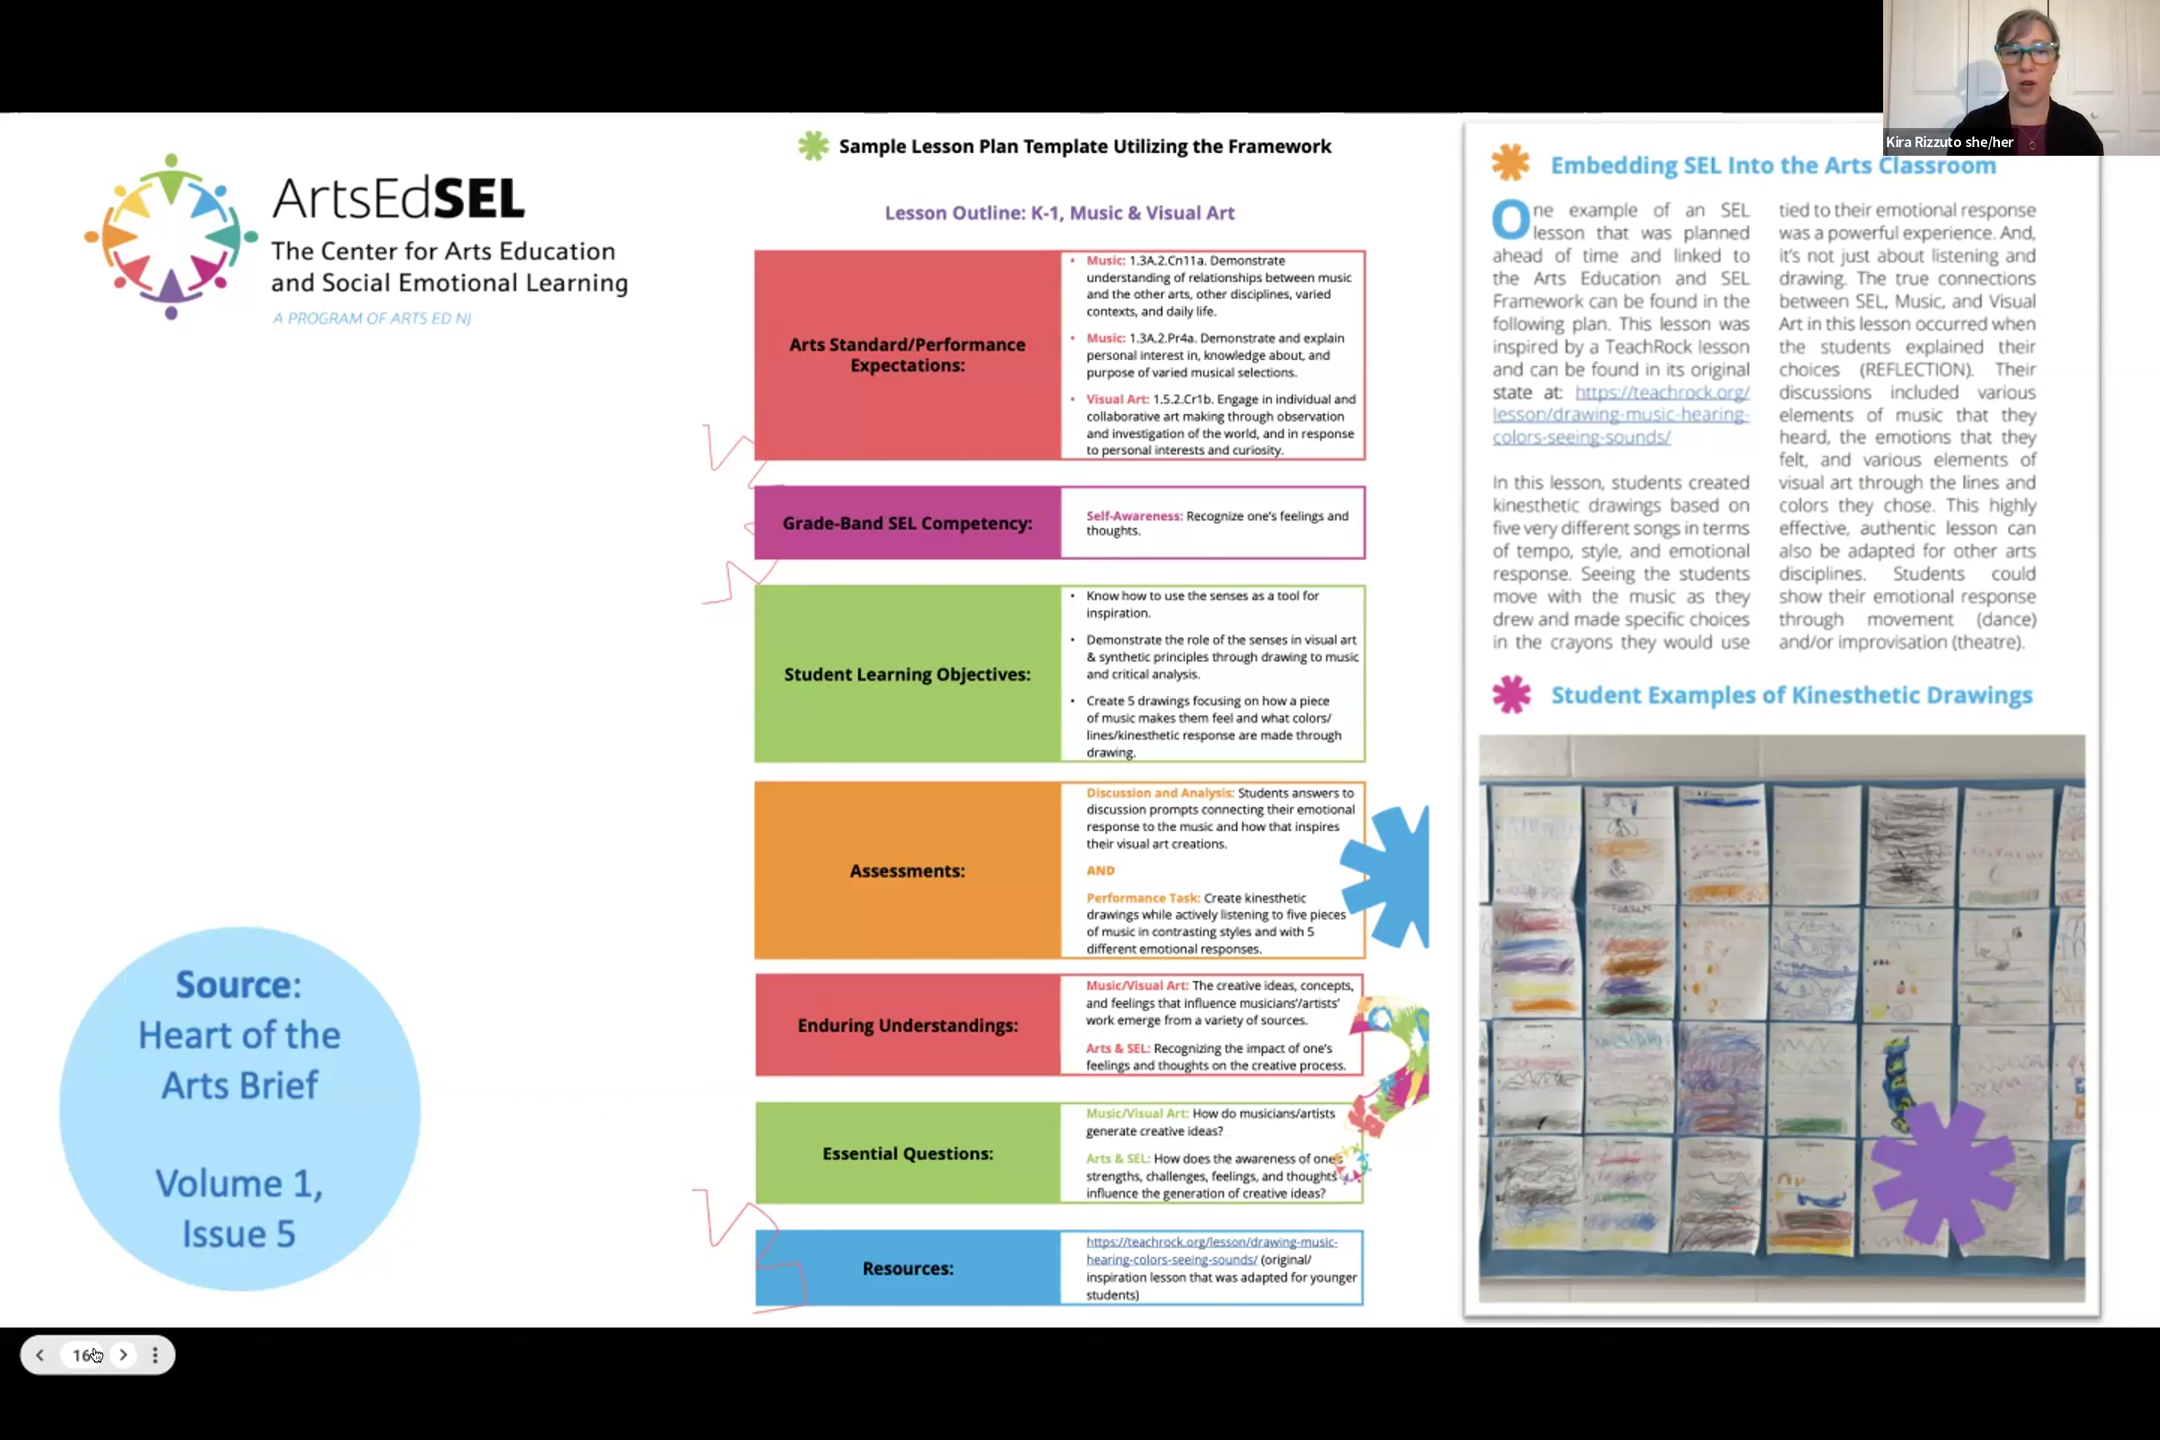 Kira Rizzuto she/her
ArtsEdSEL
The Center for Arts Education
and Social Emotional Learning
A PROGRAM OF ARTS ED NJ
Source:
Heart of the
Arts Brief
Volume 1,
Issue 5
16
Sample Lesson Plan Template Utilizing the Framework
Lesson Outline: K-1, Music & Visual Art
Arts Standard/Performance
Expectations:
• Music: 1.3A.2.Cn11a. Demonstrate
understanding of relationships between music
and the other arts, other disciplines, varied
contexts, and daily life.
• Music: 1.3A.2.Pr4a. Demonstrate and explain
personal interest in, knowledge about, and
purpose of varied musical selections.
• Visual Art: 1.5.2.Cr1b. Engage in individual and
collaborative art making through observation
and investigation of the world, and in response
to personal interests and curiosity.
Grade-Band SEL Competency:
Self-Awareness: Recognize one's feelings and
thoughts.
Student Learning Objectives:
• Know how to use the senses as a tool for
inspiration.
• Demonstrate the role of the senses in visual art
& synthetic principles through drawing to music
and critical analysis.
• Create 5 drawings focusing on how a piece
of music makes them feel and what colors/
lines/kinesthetic response are made through
drawing.
Assessments:
Discussion and Analysis: Students answers to
discussion prompts connecting their emotional
response to the music and how that inspires
their visual art creations.
AND
Performance Task: Create kinesthetic
drawings while actively listening to five pieces
of music in contrasting styles and with 5
different emotional responses.
Enduring Understandings:
Music/Visual Art: The creative ideas, concepts,
and feelings that influence musicians'/artists'
work emerge from a variety of sources.
Arts & SEL: Recognizing the impact of one's
feelings and thoughts on the creative process.
Essential Questions:
Music/Visual Art: How do musicians/artists
generate creative ideas?
Arts & SEL: How does the awareness of one's
strengths, challenges, feelings, and thoughts
influence the generation of creative ideas?
Resources:
https://teachrock.org/lesson/drawing-music-
hearing-colors-seeing-sounds/ (original/
inspiration lesson that was adapted for younger
students)
Embedding SEL Into the Arts Classroom
One example of an SEL
lesson that was planned
ahead of time and linked to
the Arts Education and SEL
Framework can be found in the
following plan. This lesson was
inspired by a TeachRock lesson
and can be found in its original
state at: https://teachrock.org/
lesson/drawing-music-hearing-
colors-seeing-sounds/
In this lesson, students created
kinesthetic drawings based on
five very different songs in terms
of tempo, style, and emotional
response. Seeing the students
move with the music as they
drew and made specific choices
in the crayons they would use
tied to their emotional response
was a powerful experience. And,
it's not just about listening and
drawing. The true connections
between SEL, Music, and Visual
Art in this lesson occurred when
the students explained their
choices (REFLECTION). Their
discussions included various
elements of music that they
heard, the emotions that they
felt, and various elements of
visual art through the lines and
colors they chose. This highly
effective, authentic lesson can
also be adapted for other arts
disciplines. Students could
show their emotional response
through movement (dance)
and/or improvisation (theatre).
Student Examples of Kinesthetic Drawings